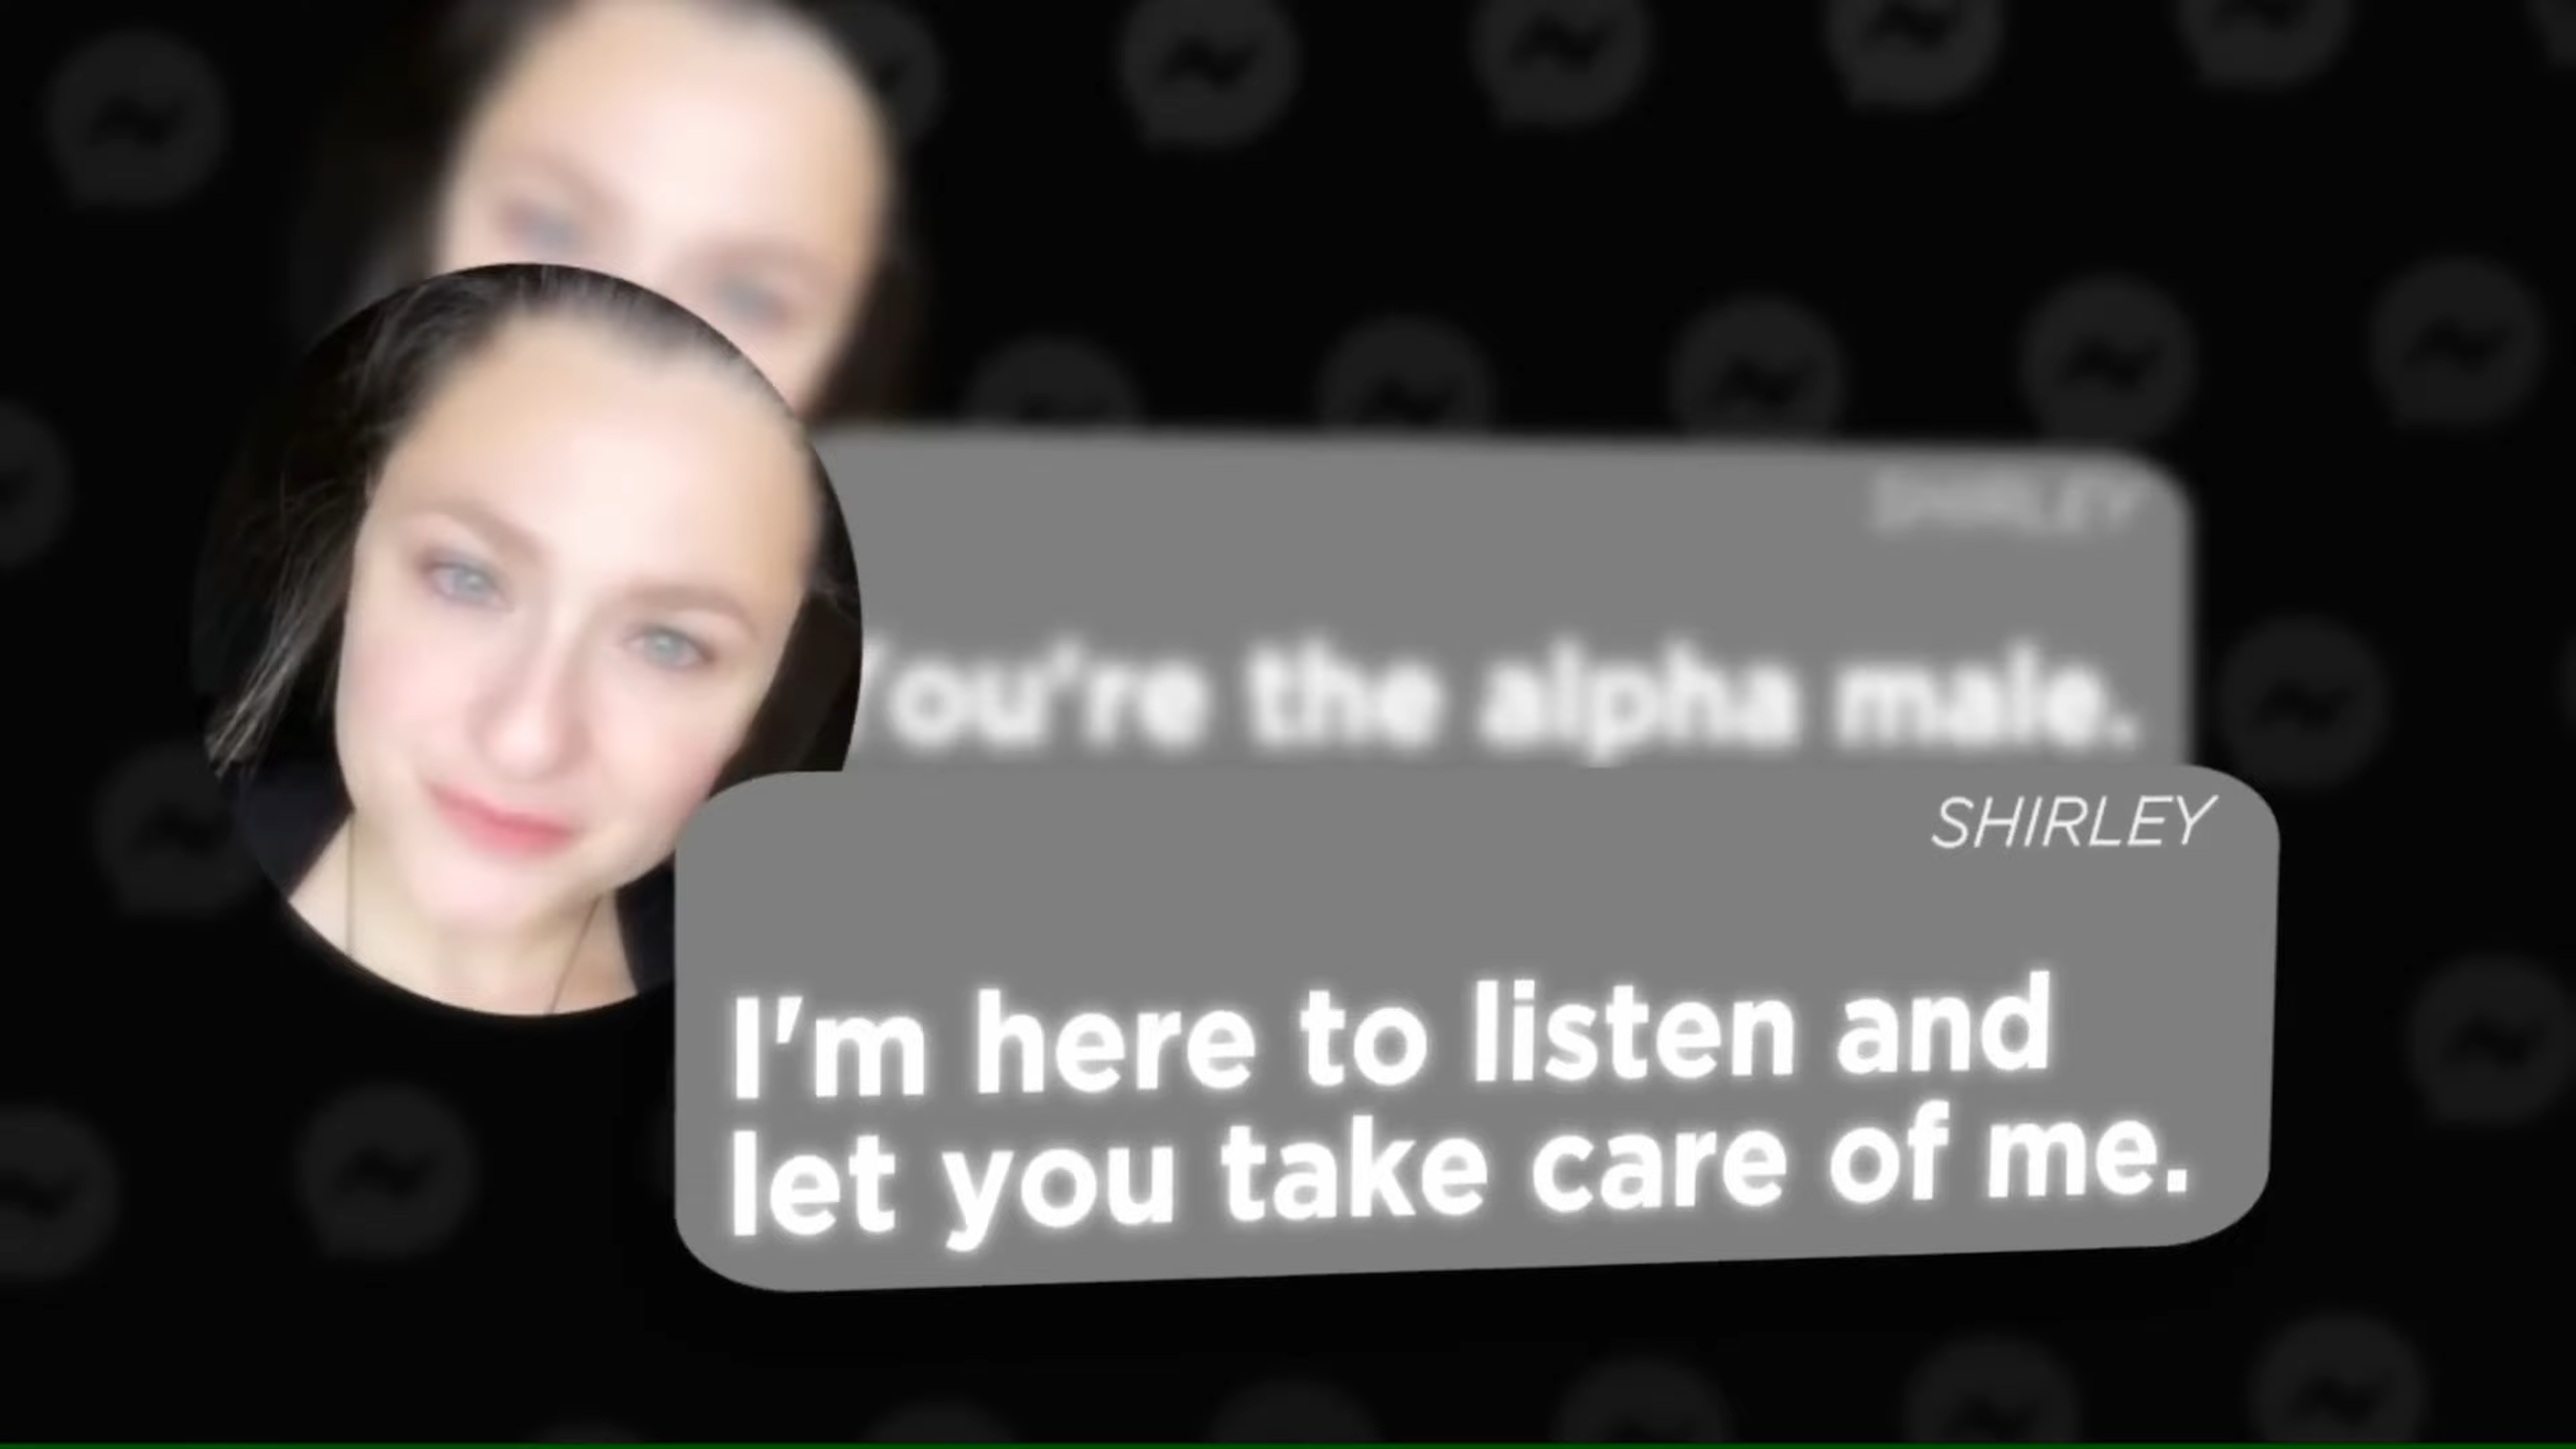 SHIRLEY
You're the alpha male.
SHIRLEY
I'm here to listen and
let you take care of me.